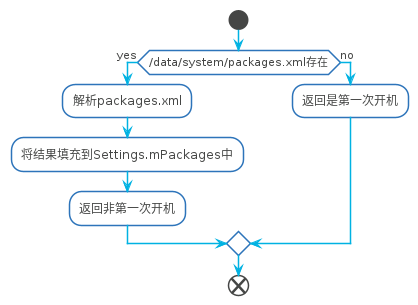 yes
/data/system/packages.xml存在
no
解析packages.xml
返回是第一次开机
将结果填充到Settings.mPackages中
返回非第一次开机